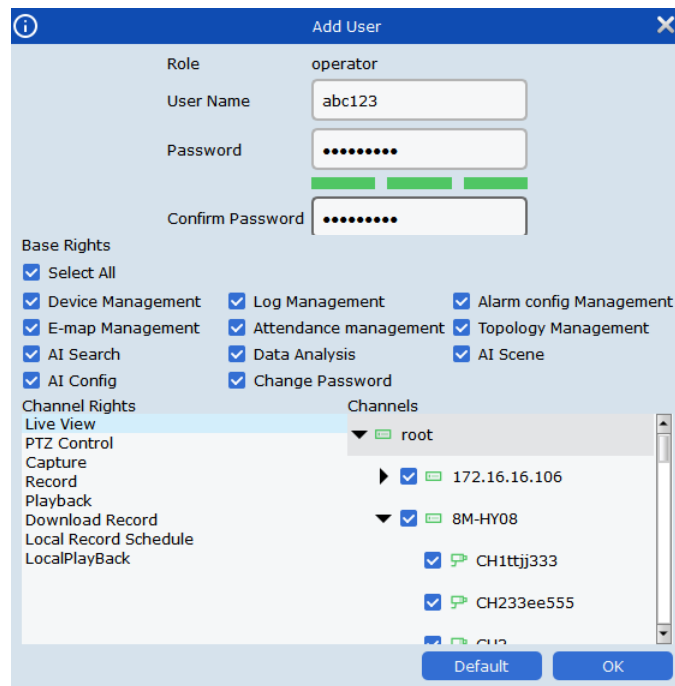 Add User
Role operator
User Name abc123
Password •••••••••
Confirm Password •••••••••
Base Rights
Select All
Device Management Log Management Alarm config Management
E-map Management Attendance management Topology Management
AI Search Data Analysis AI Scene
AI Config Change Password
Channel Rights Channels
Live View
PTZ Control
Capture
Record
Playback
Download Record
Local Record Schedule
LocalPlayBack
root
172.16.16.106
8M-HY08
CH1ttjj333
CH233ee555
Default OK